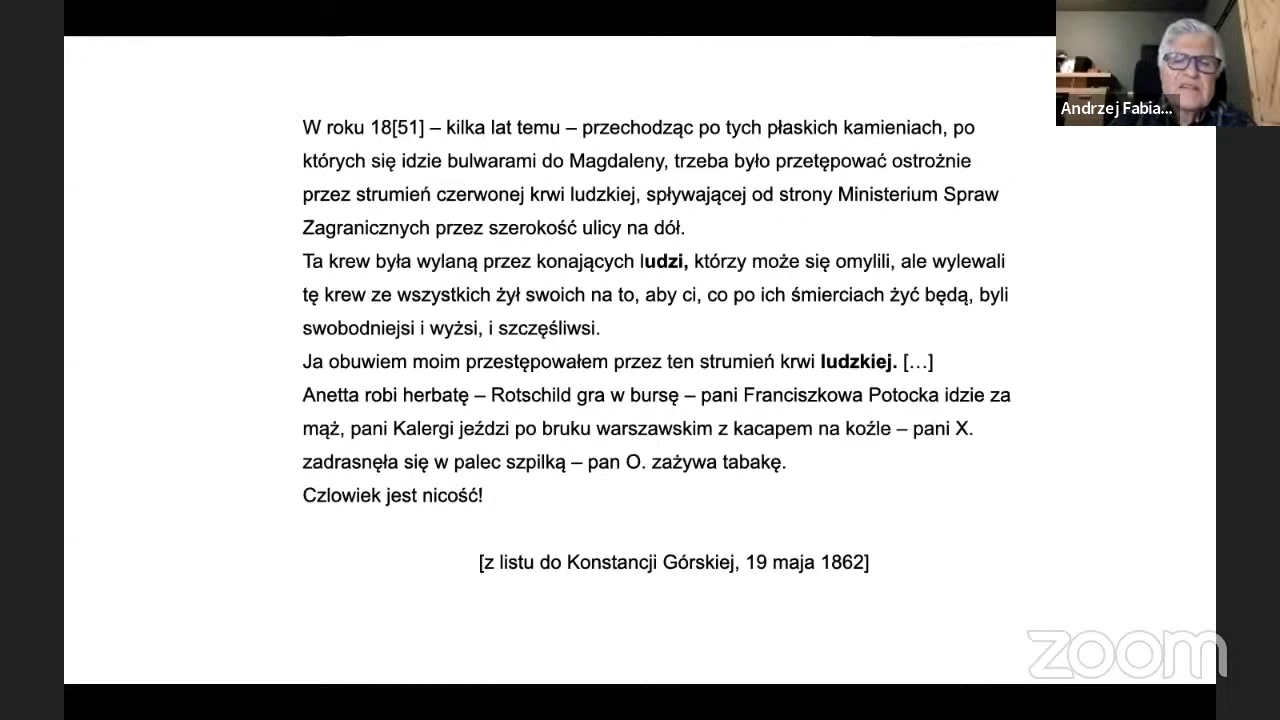 W roku 18[51] – kilka lat temu – przechodząc po tych płaskich kamieniach, po
których się idzie bulwarami do Magdaleny, trzeba było przetępować ostrożnie
przez strumień czerwonej krwi ludzkiej, spływającej od strony Ministerium Spraw
Zagranicznych przez szerokość ulicy na dół.
Ta krew była wylaną przez konających ludzi, którzy może się omylili, ale wylewali
tę krew ze wszystkich żył swoich na to, aby ci, co po ich śmierciach żyć będą, byli
swobodniejsi i wyżsi, i szczęśliwsi.
Ja obuwiem moim przestępowałem przez ten strumień krwi ludzkiej. […]
Anetta robi herbatę – Rotschild gra w bursę – pani Franciszkowa Potocka idzie za
mąż, pani Kalergi jeździ po bruku warszawskim z kacapem na koźle – pani X.
zadrasnęła się w palec szpilką – pan O. zażywa tabakę.
Czlowiek jest nicość!
[z listu do Konstancji Górskiej, 19 maja 1862]
Andrzej Fabia...
zoom